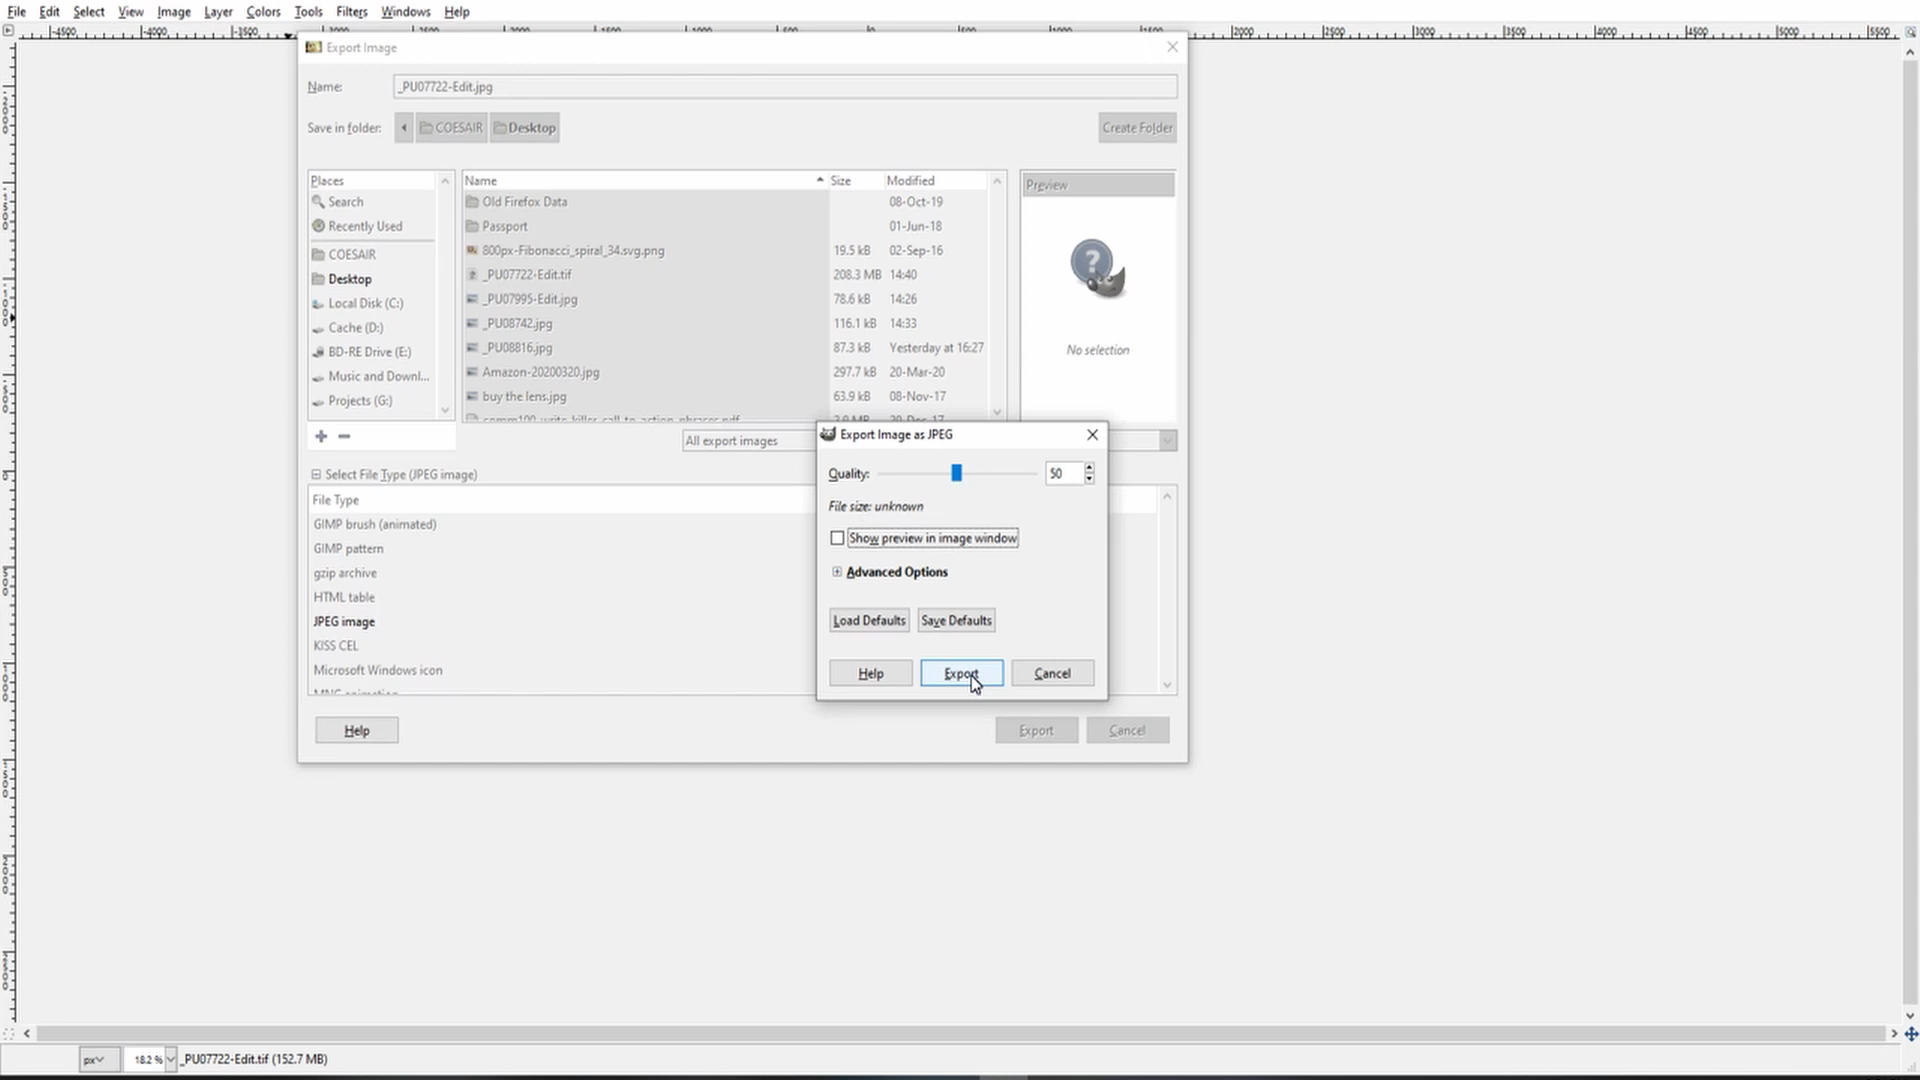 File Edit Select View Image Layer Colors Tools Filters Windows Help
Export Image
Name: _PU07722-Edit.jpg
Save in folder: COESAIR Desktop Create Folder
Places
Search
Recently Used
COESAIR
Desktop
Local Disk (C:)
Cache (D:)
BD-RE Drive (E:)
Music and Downl...
Projects (G:)
Name Size Modified
Old Firefox Data 08-Oct-19
Passport 01-Jun-18
800px-Fibonacci_spiral_34.svg.png 19.5 kB 02-Sep-16
_PU07722-Edit.tif 208.3 MB 14:40
_PU07995-Edit.jpg 78.6 kB 14:26
_PU08742.jpg 116.1 kB 14:33
_PU08816.jpg 87.3 kB Yesterday at 16:27
Amazon-20200320.jpg 297.7 kB 20-Mar-20
buy the lens.jpg 63.9 kB 08-Nov-17
Preview
?
No selection
All export images
Select File Type (JPEG image)
File Type
GIMP brush (animated)
GIMP pattern
gzip archive
HTML table
JPEG image
KISS CEL
Microsoft Windows icon
Help Export Cancel
Export Image as JPEG
Quality: 50
File size: unknown
Show preview in image window
Advanced Options
Load Defaults Save Defaults
Help Export Cancel
px 18.2 % _PU07722-Edit.tif (152.7 MB)